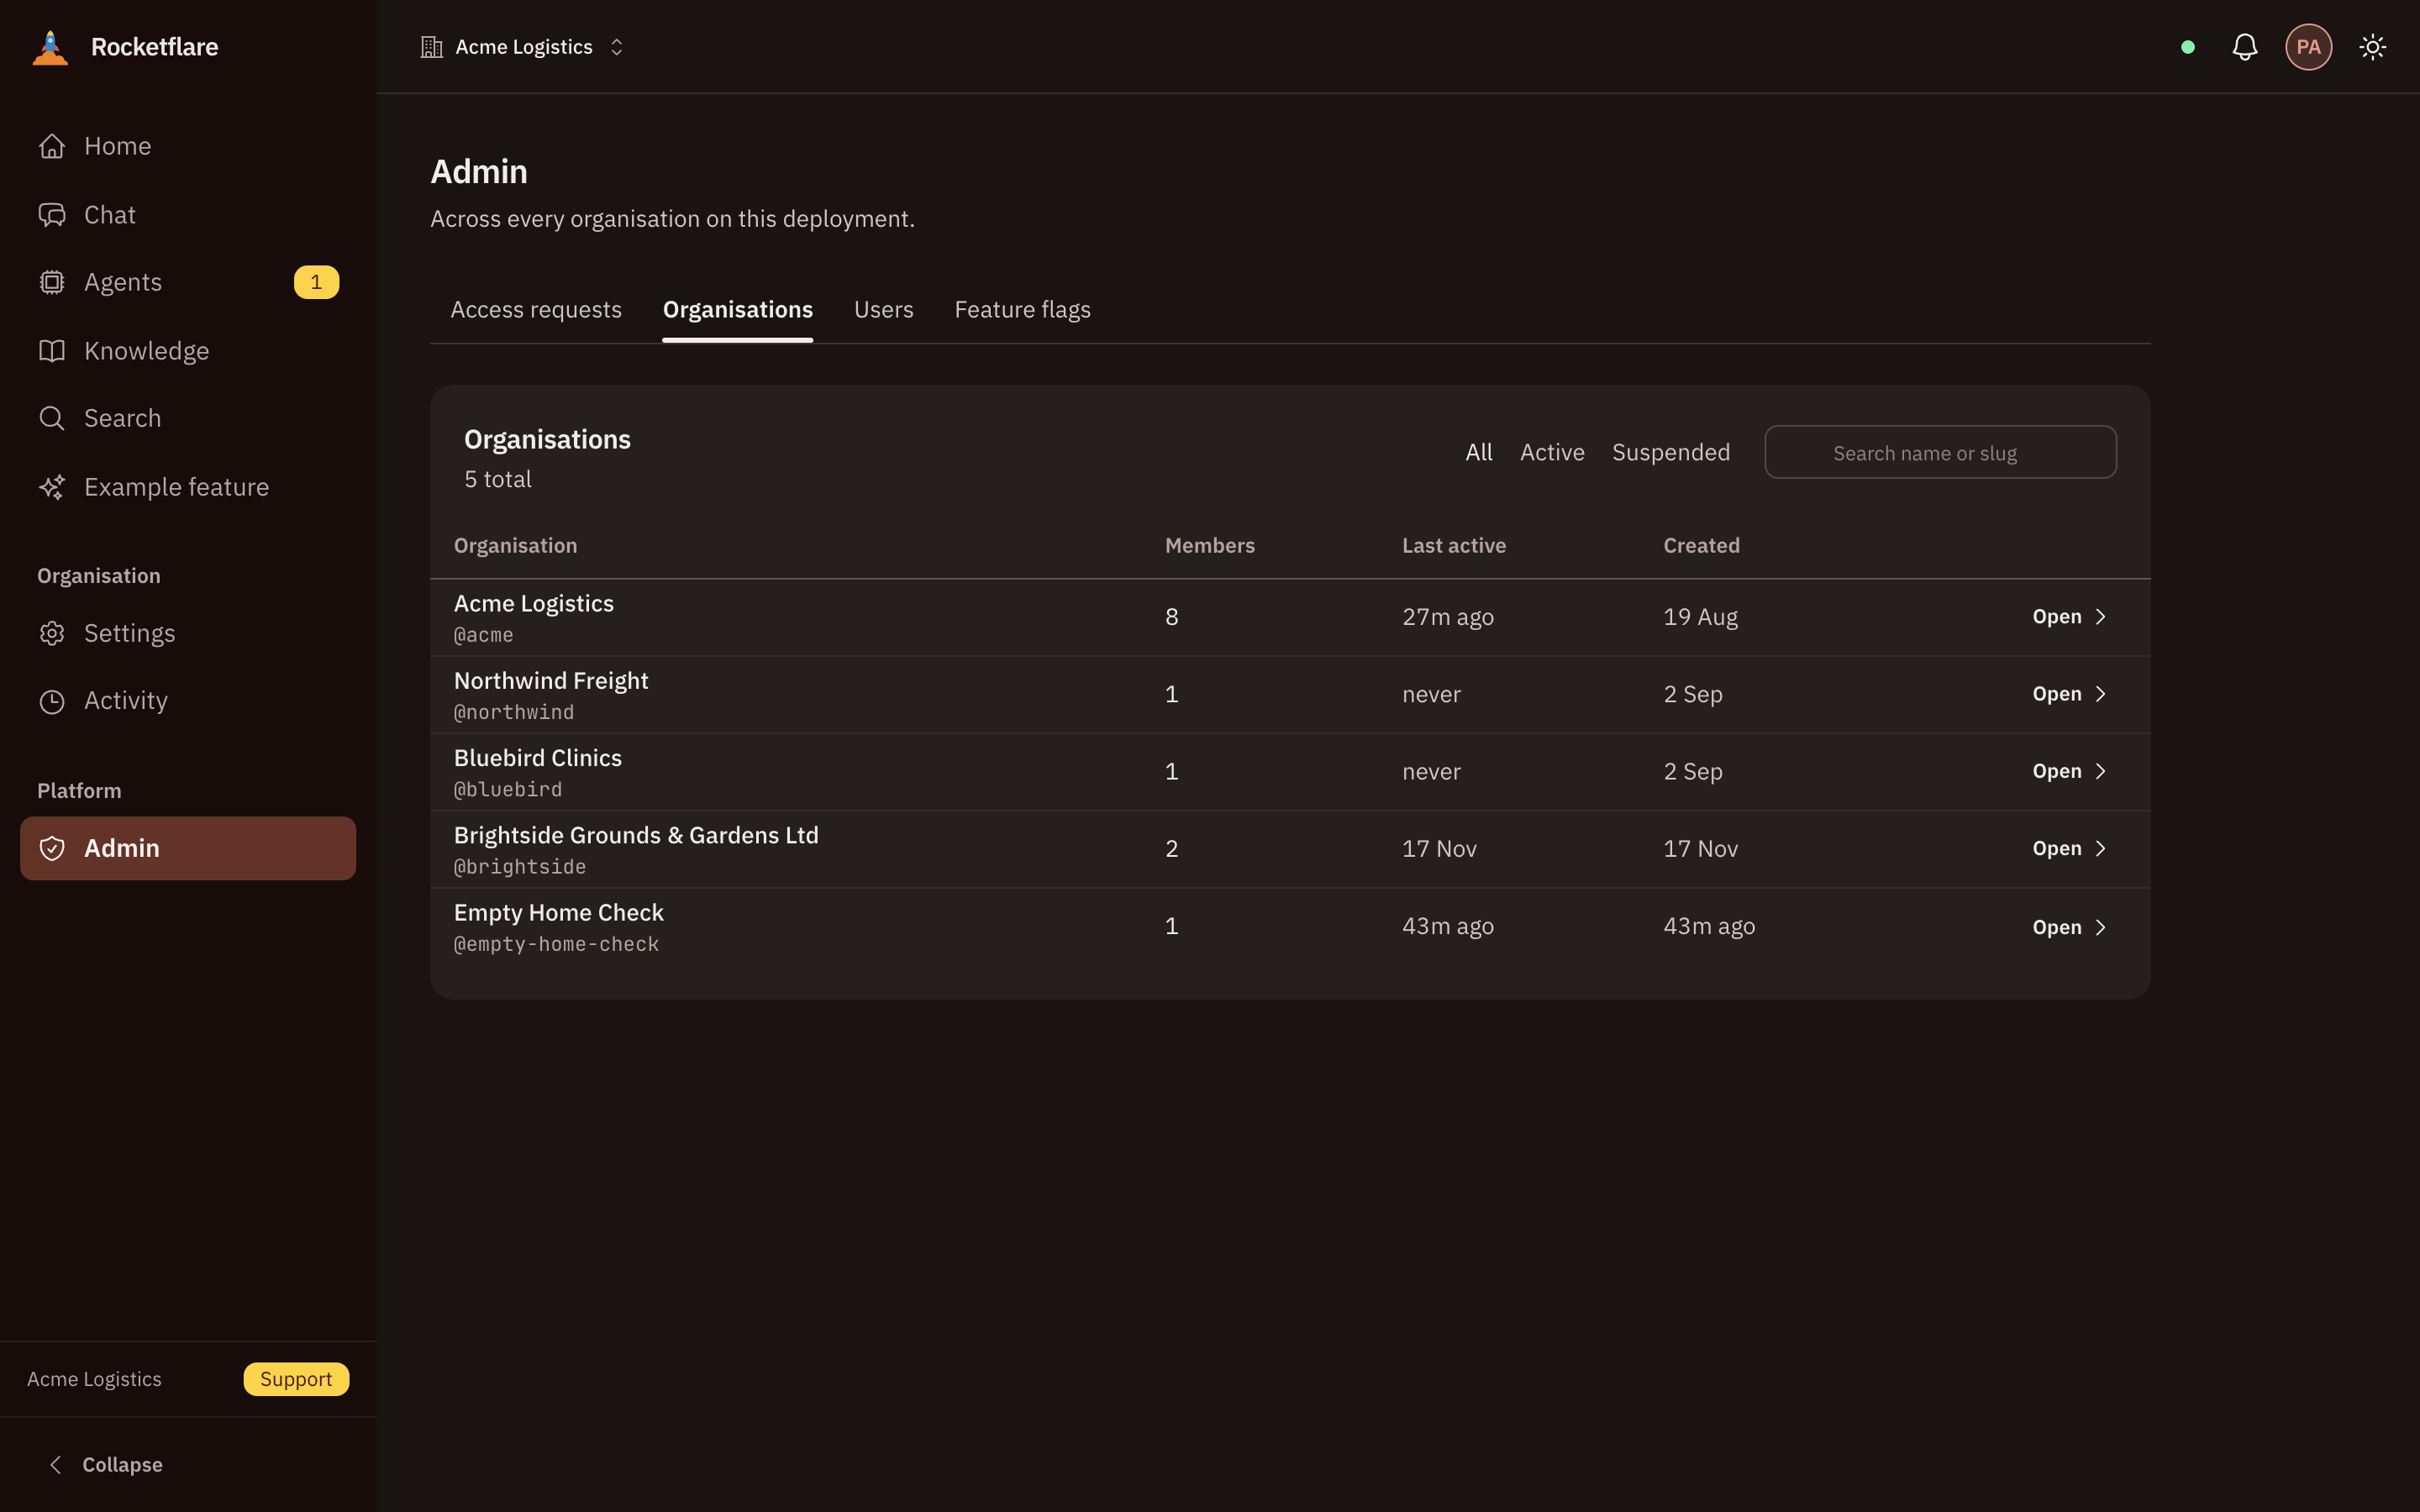 Rocketflare
Acme Logistics
PA
Home
Chat
Agents 1
Knowledge
Search
Example feature
Organisation
Settings
Activity
Platform
Admin
Acme Logistics Support
Collapse
Admin
Across every organisation on this deployment.
Access requests Organisations Users Feature flags
Organisations
5 total
All Active Suspended Search name or slug
Organisation Members Last active Created
Acme Logistics
@acme
8 27m ago 19 Aug Open
Northwind Freight
@northwind
1 never 2 Sep Open
Bluebird Clinics
@bluebird
1 never 2 Sep Open
Brightside Grounds & Gardens Ltd
@brightside
2 17 Nov 17 Nov Open
Empty Home Check
@empty-home-check
1 43m ago 43m ago Open